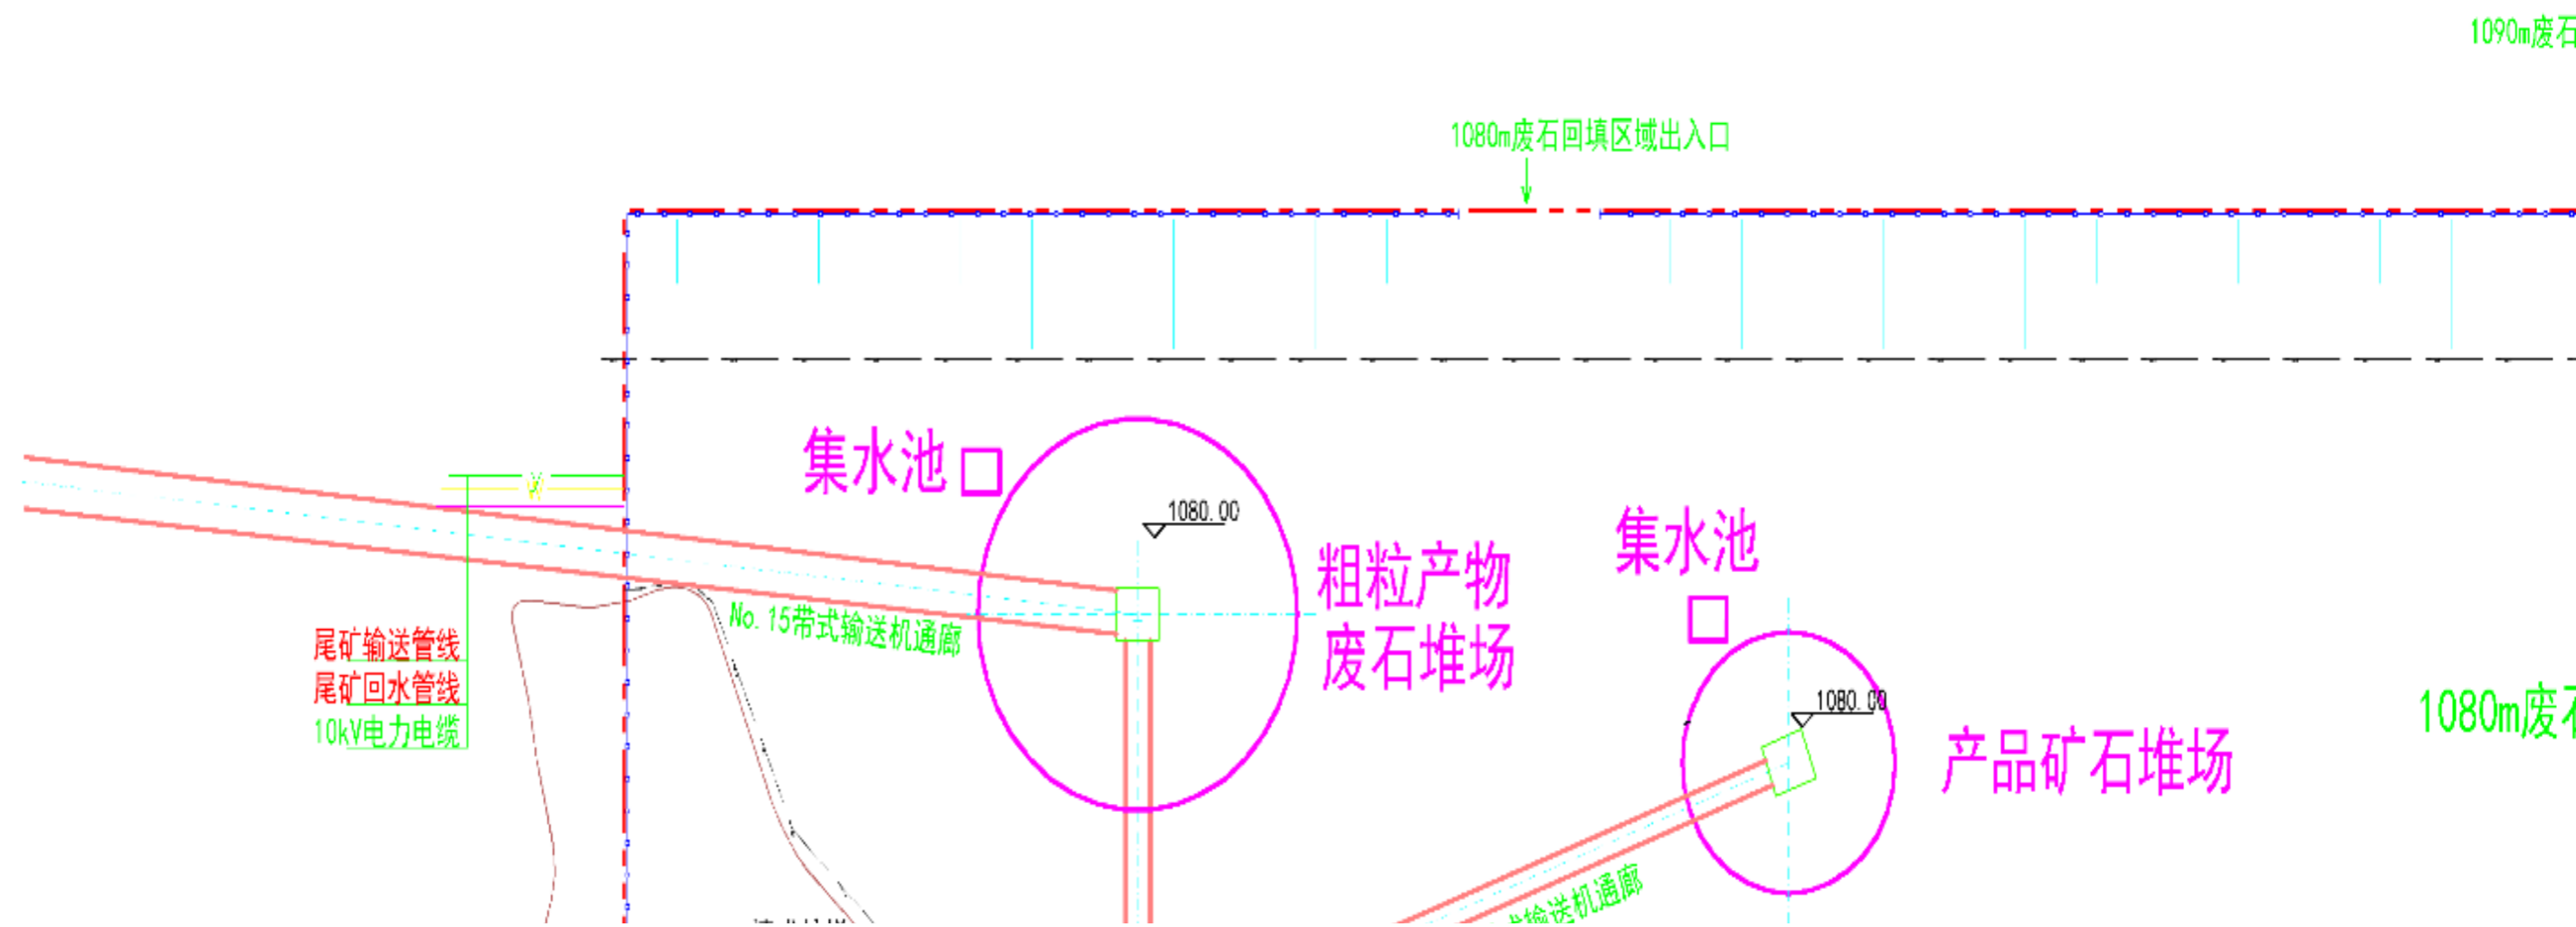 1090m废石
1080m废石回填区域出入口
集水池
1080.00
集水池
粗粒产物
废石堆场
W
No.15带式输送机通廊
尾矿输送管线
尾矿回水管线
10kV电力电缆
1080.00
1080m废石
产品矿石堆场
输送机通廊